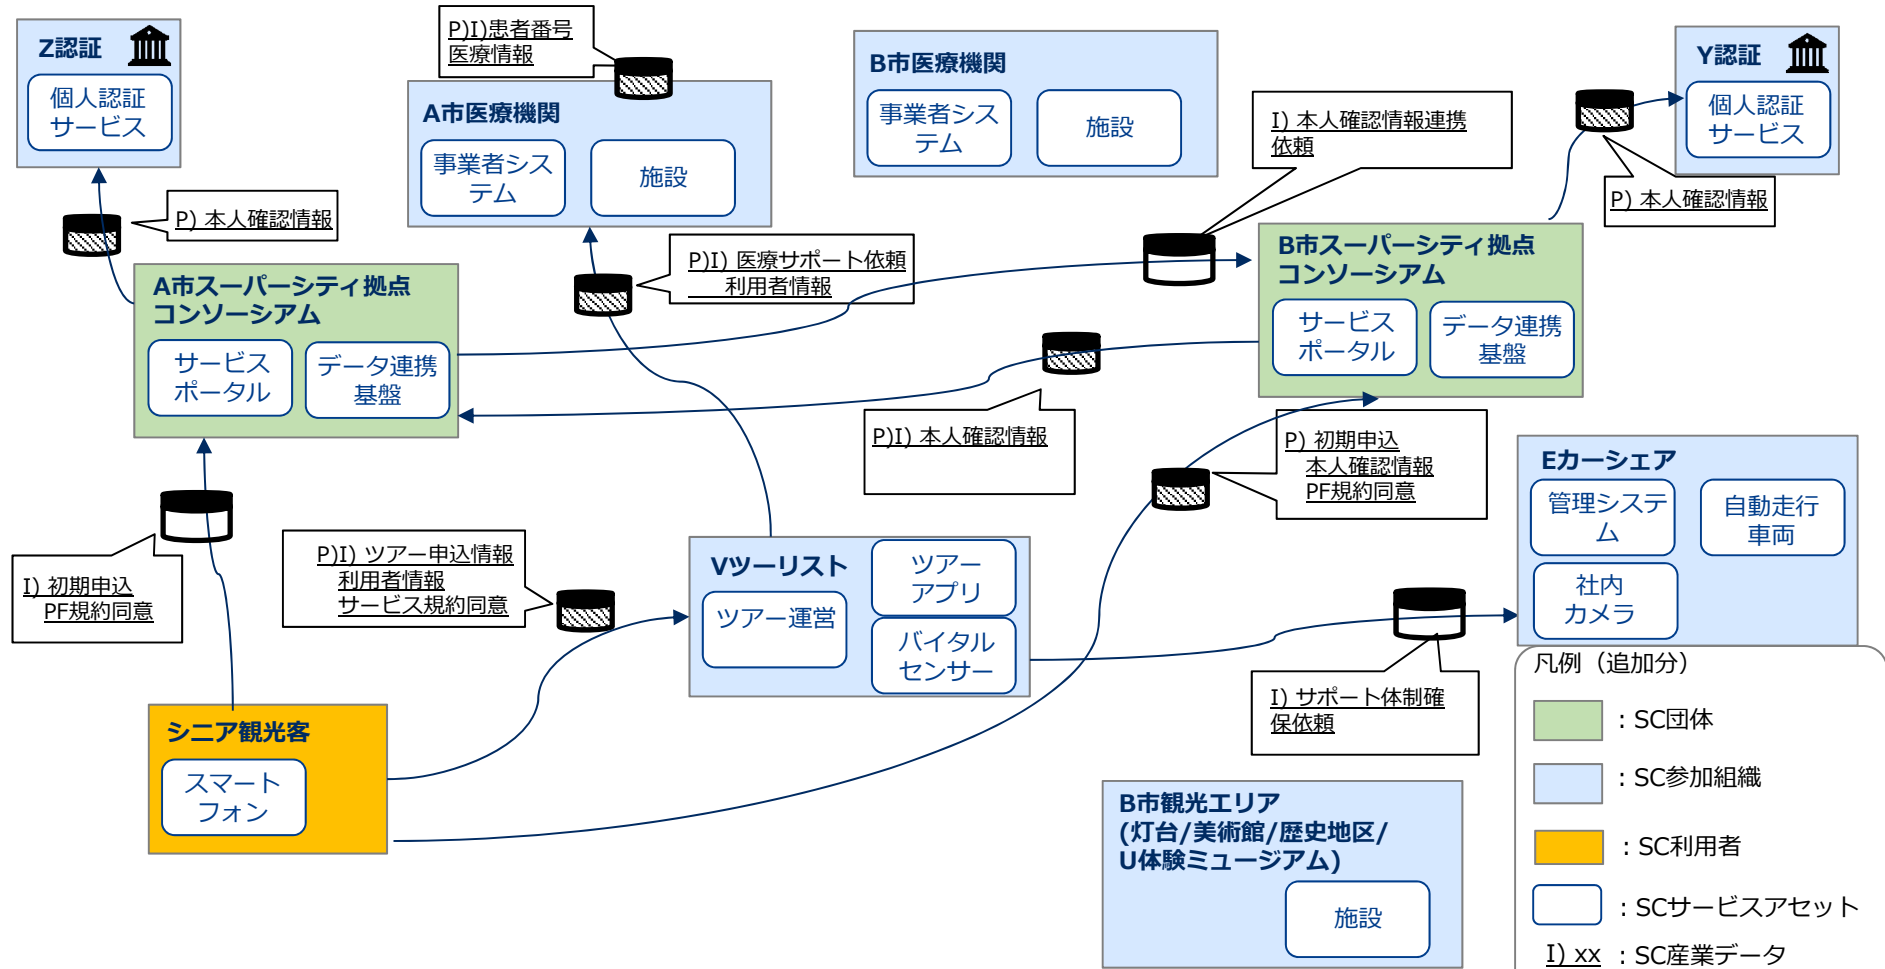 Z認証
個人認証
サービス
P)I)患者番号
医療情報
A市医療機関
事業者シス
テム
施設
B市医療機関
事業者シス
テム
施設
I) 本人確認情報連携
依頼
Y認証
個人認証
サービス
P) 本人確認情報
P) 本人確認情報
P)I) 医療サポート依頼
利用者情報
A市スーパーシティ拠点
コンソーシアム
サービス
ポータル
データ連携
基盤
B市スーパーシティ拠点
コンソーシアム
サービス
ポータル
データ連携
基盤
P)I) 本人確認情報
P) 初期申込
本人確認情報
PF規約同意
I) 初期申込
PF規約同意
P)I) ツアー申込情報
利用者情報
サービス規約同意
Vツーリスト
ツアー
アプリ
ツアー運営
バイタル
センサー
Eカーシェア
管理システ
ム
自動走行
車両
社内
カメラ
I) サポート体制確
保依頼
シニア観光客
スマート
フォン
B市観光エリア
(灯台/美術館/歴史地区/
U体験ミュージアム)
施設
凡例（追加分）
：SC団体
：SC参加組織
：SC利用者
：SCサービスアセット
I) xx ：SC産業データ